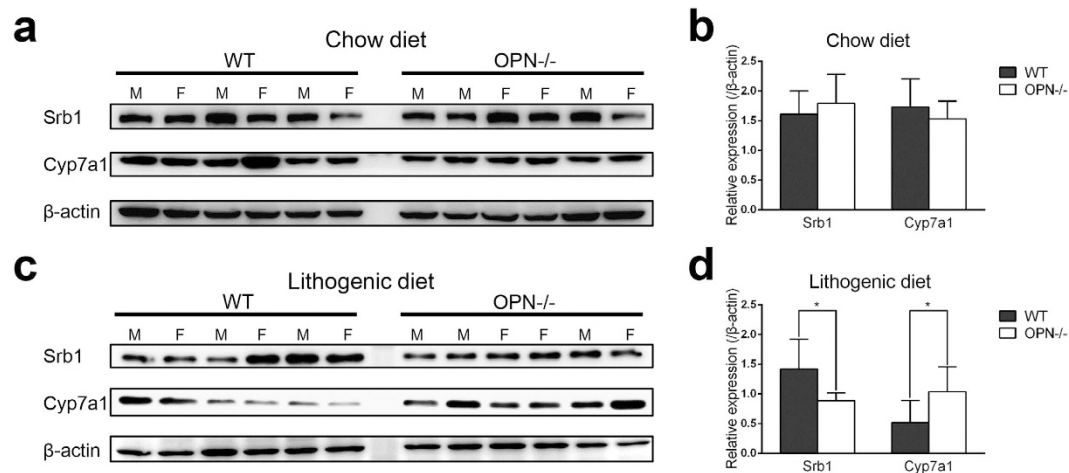 a
Chow diet
WT OPN-/-
M F M F M F M M F F M F
Srb1
Cyp7a1
β-actin
b
Chow diet
Relative expression (/β-actin)
2.5
2.0
1.5
1.0
0.5
0.0
Srb1 Cyp7a1
WT
OPN-/-
c
Lithogenic diet
WT OPN-/-
M F M F M F M M F F M F
Srb1
Cyp7a1
β-actin
d
Lithogenic diet
Relative expression (/β-actin)
2.5
2.0
1.5
1.0
0.5
0.0
* *
Srb1 Cyp7a1
WT
OPN-/-